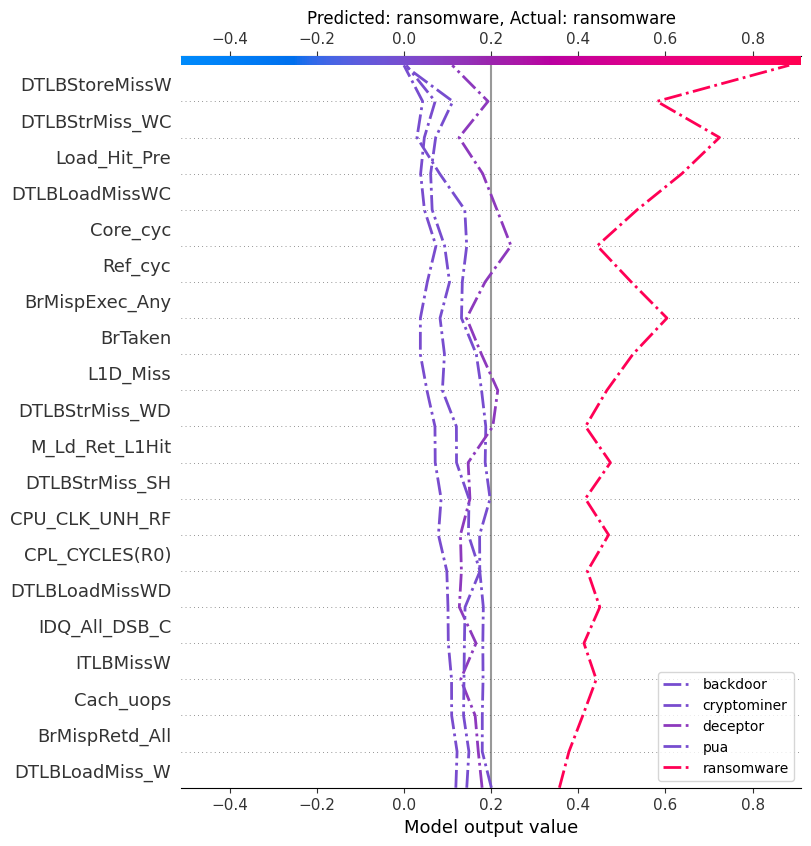 Predicted: ransomware, Actual: ransomware
−0.4 −0.2 0.0 0.2 0.4 0.6 0.8
DTLBStoreMissW
DTLBStrMiss_WC
Load_Hit_Pre
DTLBLoadMissWC
Core_cyc
Ref_cyc
BrMispExec_Any
BrTaken
L1D_Miss
DTLBStrMiss_WD
M_Ld_Ret_L1Hit
DTLBStrMiss_SH
CPU_CLK_UNH_RF
CPL_CYCLES(R0)
DTLBLoadMissWD
IDQ_All_DSB_C
ITLBMissW
Cach_uops
BrMispRetd_All
DTLBLoadMiss_W
backdoor
cryptominer
deceptor
pua
ransomware
−0.4 −0.2 0.0 0.2 0.4 0.6 0.8
Model output value